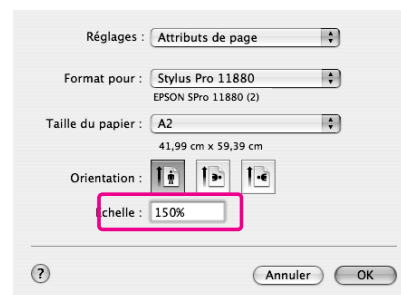 Réglages : Attributs de page
Format pour : Stylus Pro 11880
EPSON SPro 11880 (2)
Taille du papier : A2
41,99 cm x 59,39 cm
Orientation :
Echelle : 150%
? Annuler OK